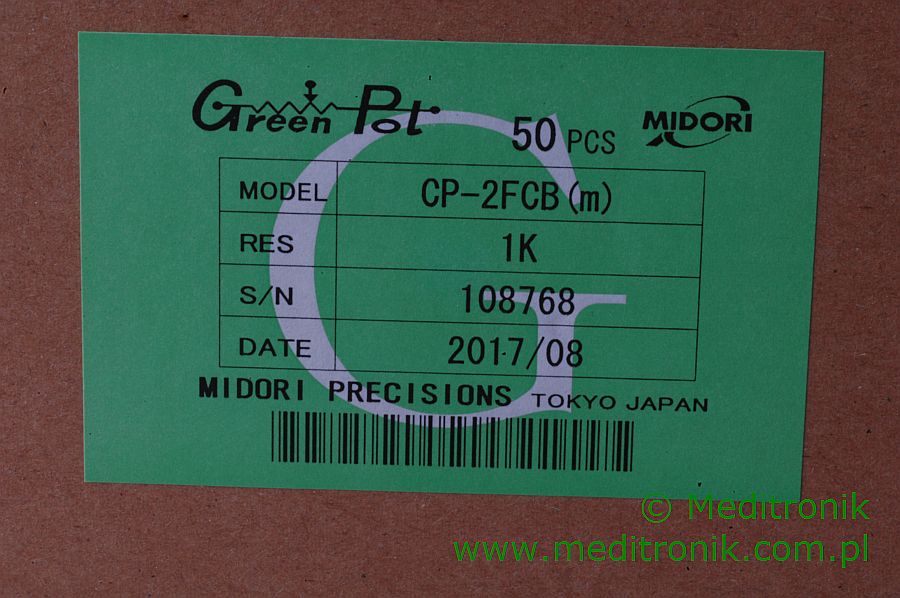 Green Pot 50 PCS MIDORI
MODEL CP-2FCB(m)
RES 1K
S/N 108768
DATE 2017/08
MIDORI PRECISIONS TOKYO JAPAN
G
© Meditronik
www.meditronik.com.pl